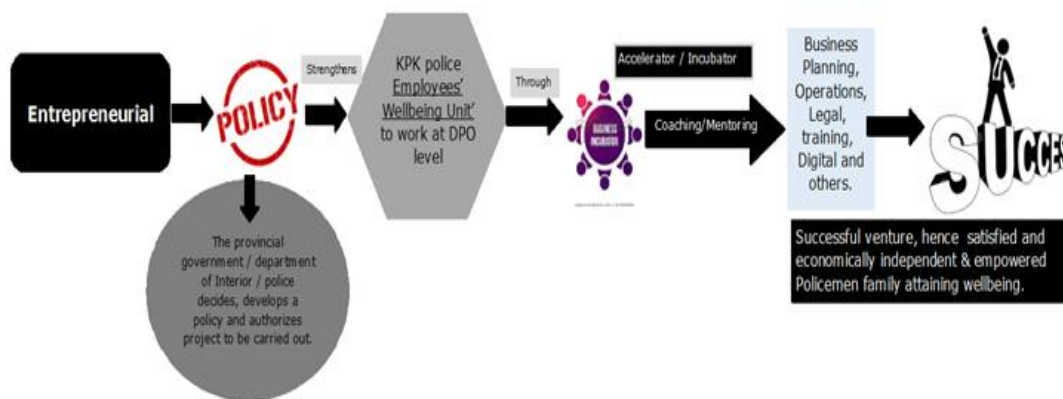 Entrepreneurial
POLICY
Strengthens
KPK police
Employees'
Wellbeing Unit'
to work at DPO
level
Through
BUSINESS
INCUBATOR
Accelerator / Incubator
Coaching/Mentoring
Business
Planning,
Operations,
Legal,
training,
Digital and
others.
SUCCES
Successful venture, hence satisfied and
economically independent & empowered
Policemen family attaining wellbeing.
The provincial
government / department
of Interior / police
decides, develops a
policy and authorizes
project to be carried out.